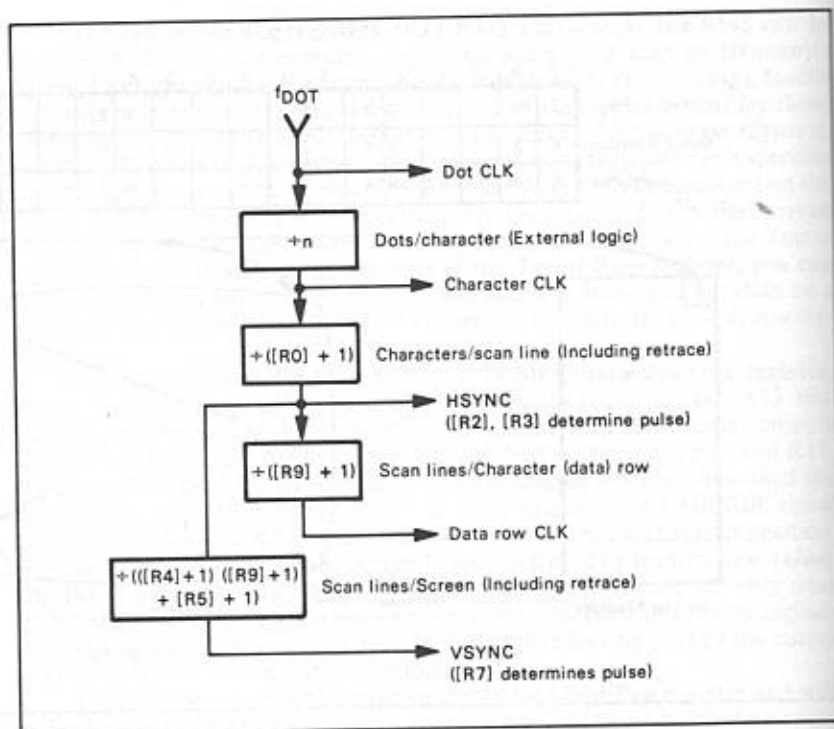 fDOT
Dot CLK
÷n
Dots/character (External logic)
Character CLK
÷([R0] + 1)
Characters/scan line (Including retrace)
HSYNC
([R2], [R3] determine pulse)
÷([R9] + 1)
Scan lines/Character (data) row
Data row CLK
÷(([R4]+1) ([R9]+1)
+ [R5] + 1)
Scan lines/Screen (Including retrace)
VSYNC
([R7] determines pulse)